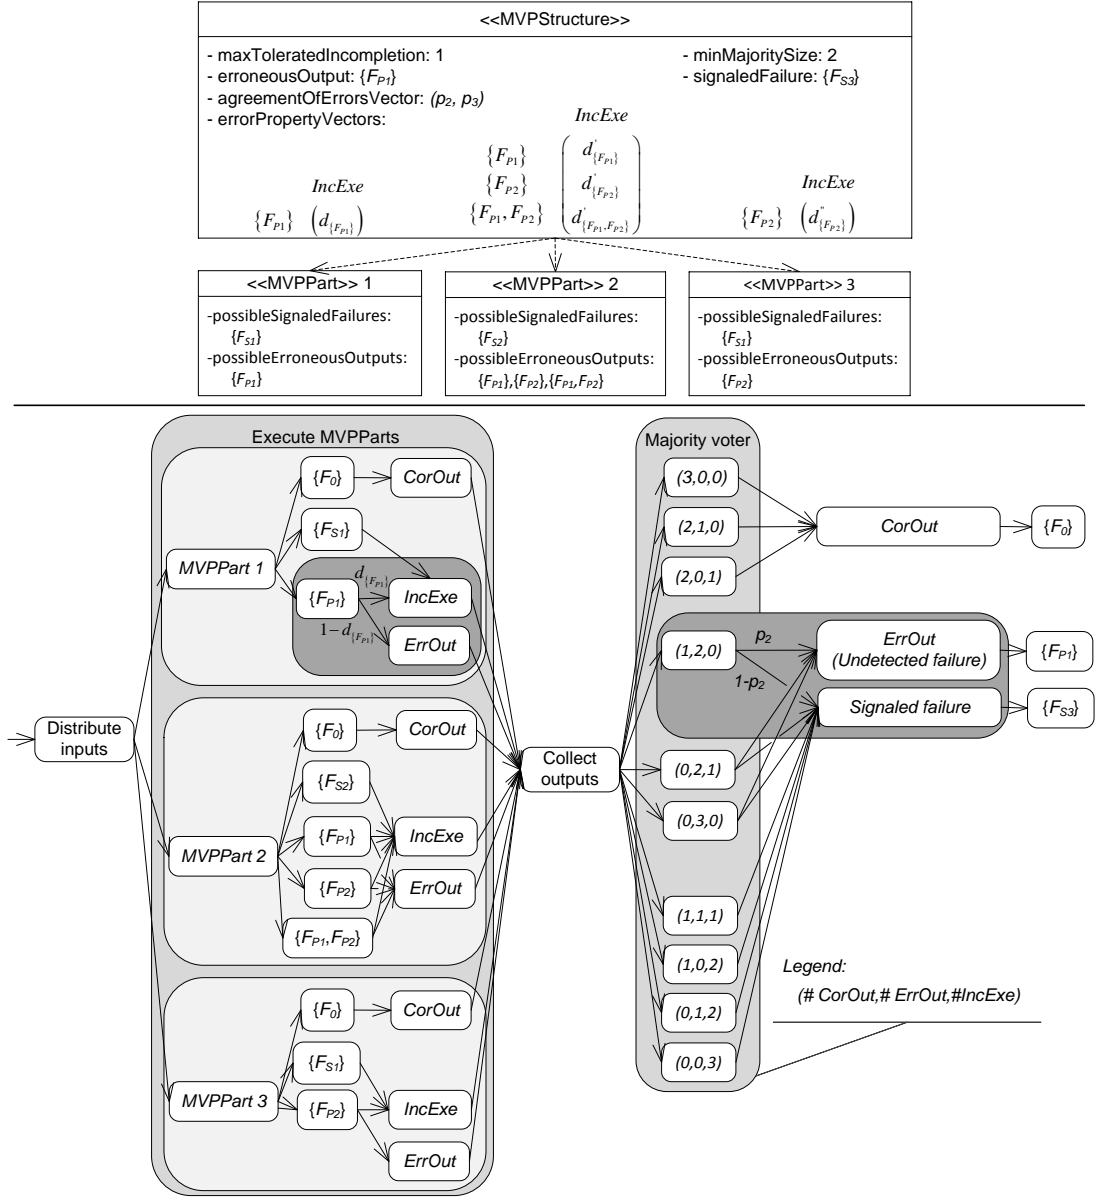 <<MVPStructure>>
- maxToleratedIncompletion: 1
- minMajoritySize: 2
- erroneousOutput: {F_P1}
- signaledFailure: {F_S3}
- agreementOfErrorsVector: (p2, p3)
- errorPropertyVectors:
IncExe
{F_P1} (d_{F_P1})
IncExe
{F_P1} d'_{F_P1}
{F_P2} d'_{F_P2}
{F_P1, F_P2} d'_{F_P1, F_P2}
IncExe
{F_P2} (d''_{F_P2})
<<MVPPart>> 1
-possibleSignaledFailures:
{F_S1}
-possibleErroneousOutputs:
{F_P1}
<<MVPPart>> 2
-possibleSignaledFailures:
{F_S2}
-possibleErroneousOutputs:
{F_P1},{F_P2},{F_P1,F_P2}
<<MVPPart>> 3
-possibleSignaledFailures:
{F_S1}
-possibleErroneousOutputs:
{F_P2}
Distribute
inputs
Execute MVPParts
MVPPart 1
{F_0}
CorOut
{F_S1}
{F_P1}
d_{F_P1}
1-d_{F_P1}
IncExe
ErrOut
MVPPart 2
{F_0}
CorOut
{F_S2}
{F_P1}
IncExe
{F_P2}
ErrOut
{F_P1,F_P2}
MVPPart 3
{F_0}
CorOut
{F_S1}
{F_P2}
IncExe
ErrOut
Collect
outputs
Majority voter
(3,0,0)
(2,1,0)
(2,0,1)
(1,2,0)
(0,2,1)
(0,3,0)
(1,1,1)
(1,0,2)
(0,1,2)
(0,0,3)
p2
1-p2
CorOut
{F_0}
ErrOut
(Undetected failure)
{F_P1}
Signaled failure
{F_S3}
Legend:
(# CorOut,# ErrOut,#IncExe)